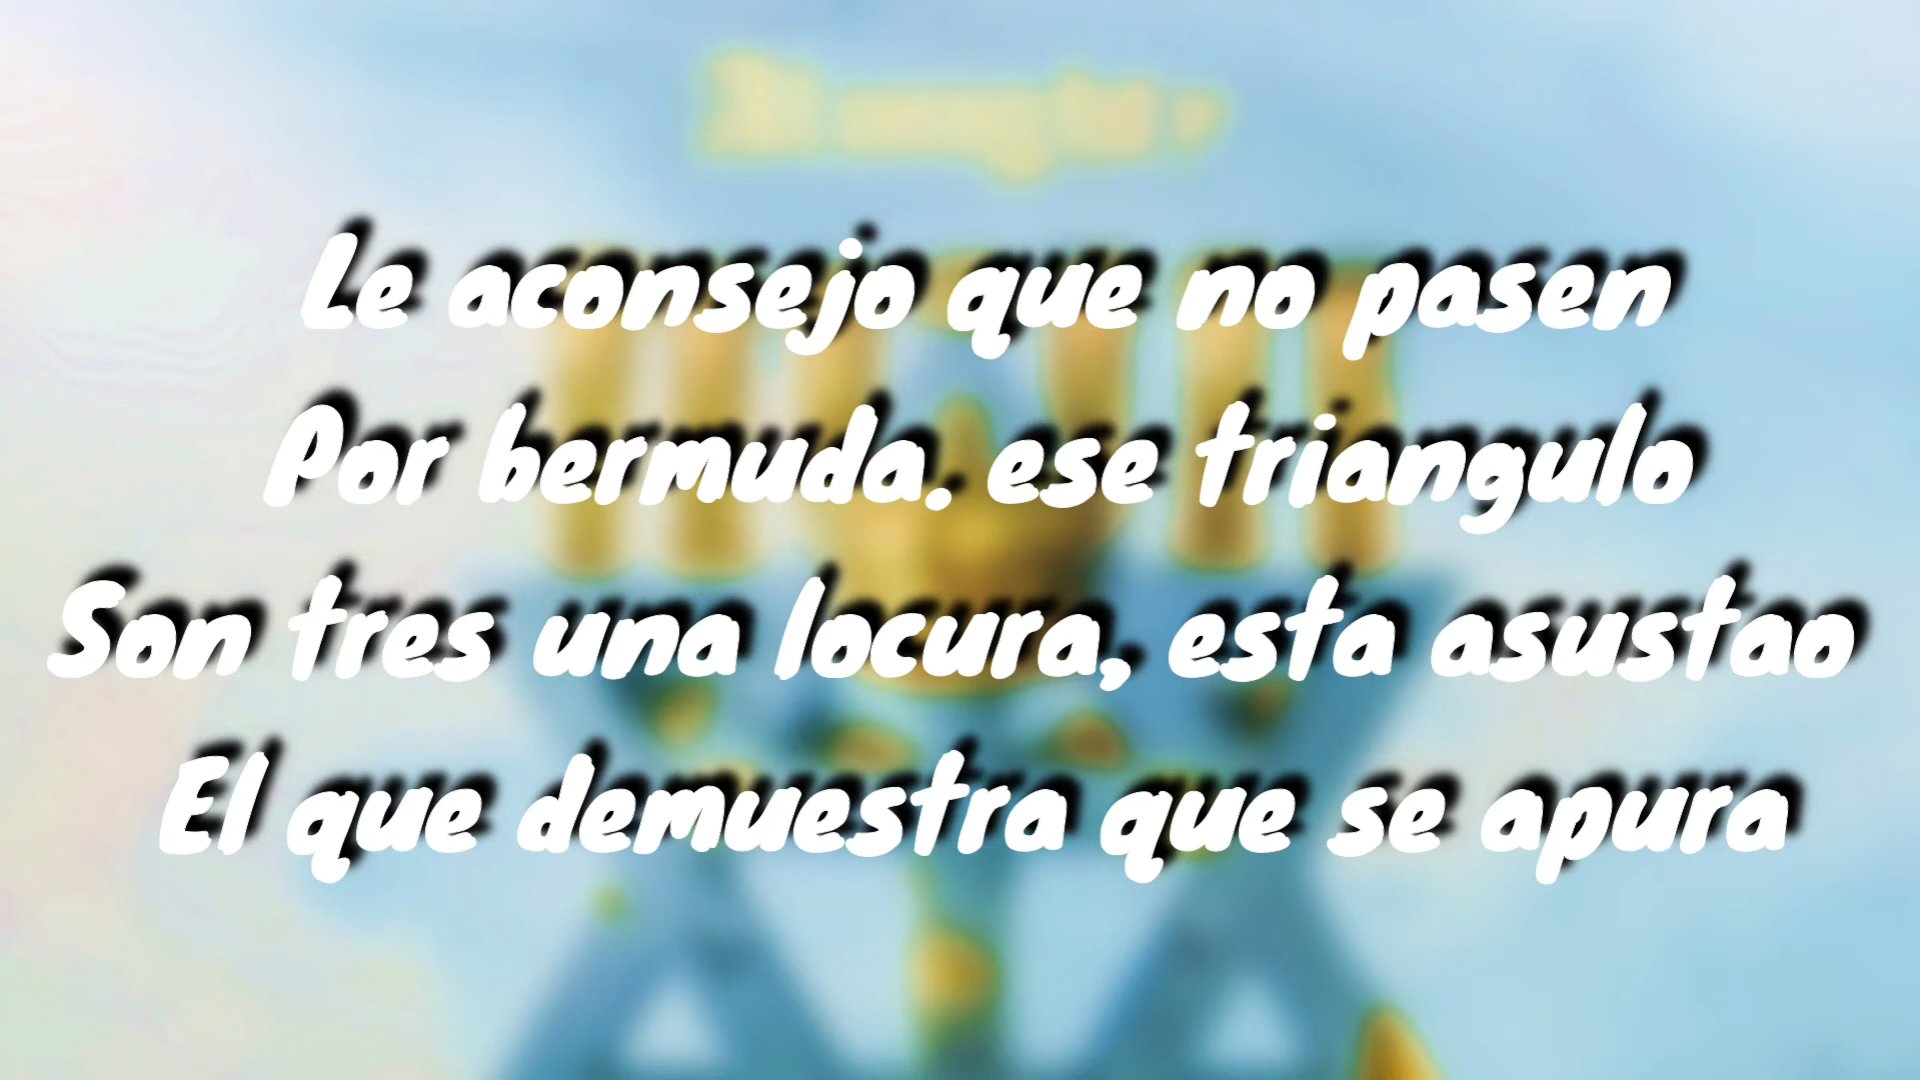 Le aconsejo que no pasen
Por bermuda. ese triangulo
Son tres una locura, esta asustao
El que demuestra que se apura